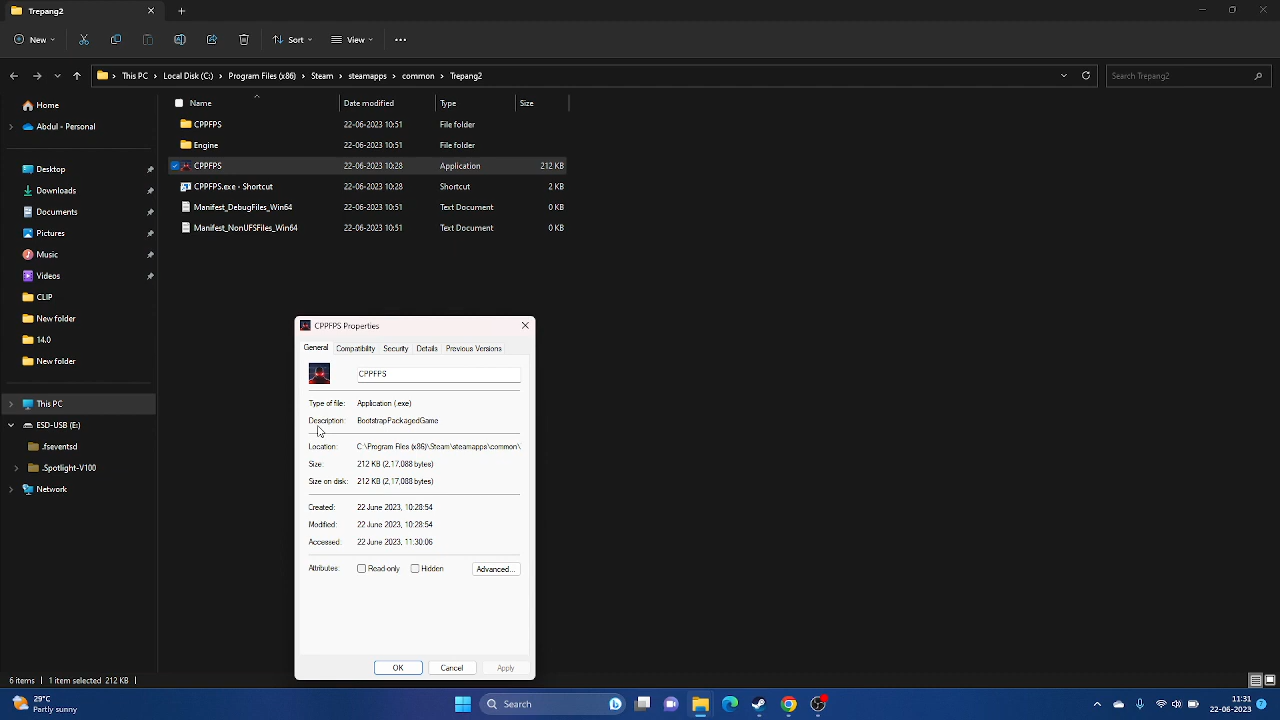 Trepang2
New
Sort
View
This PC > Local Disk (C:) > Program Files (x86) > Steam > steamapps > common > Trepang2
Search Trepang2
Name Date modified Type Size
Home
Abdul - Personal
Desktop
Downloads
Documents
Pictures
Music
Videos
CLIP
New folder
14.0
New folder
This PC
ESD-ISO
.fseventsd
.Spotlight-V100
Network
CPPFPS 22-06-2023 10:51 File folder
Engine 22-06-2023 10:51 File folder
CPPFPS 22-06-2023 10:28 Application 212 KB
CPPFPS.exe - Shortcut 22-06-2023 10:28 Shortcut 2 KB
Manifest_DebugFiles_Win64 22-06-2023 10:51 Text Document 0 KB
Manifest_NonUFSFiles_Win64 22-06-2023 10:51 Text Document 0 KB
CPPFPS Properties
General Compatibility Security Details Previous Versions
CPPFPS
Type of file: Application (.exe)
Description: BootstrapPackagedGame
Location: C:\Program Files (x86)\Steam\steamapps\common\
Size: 212 KB (2,17,088 bytes)
Size on disk: 212 KB (2,17,088 bytes)
Created: 22 June 2023, 10:28:54
Modified: 22 June 2023, 10:28:54
Accessed: 22 June 2023, 11:30:06
Attributes: Read-only Hidden Advanced...
OK Cancel Apply
6 items 1 item selected 212 KB
29°C
Partly sunny
Search
11:31
22-06-2023
7